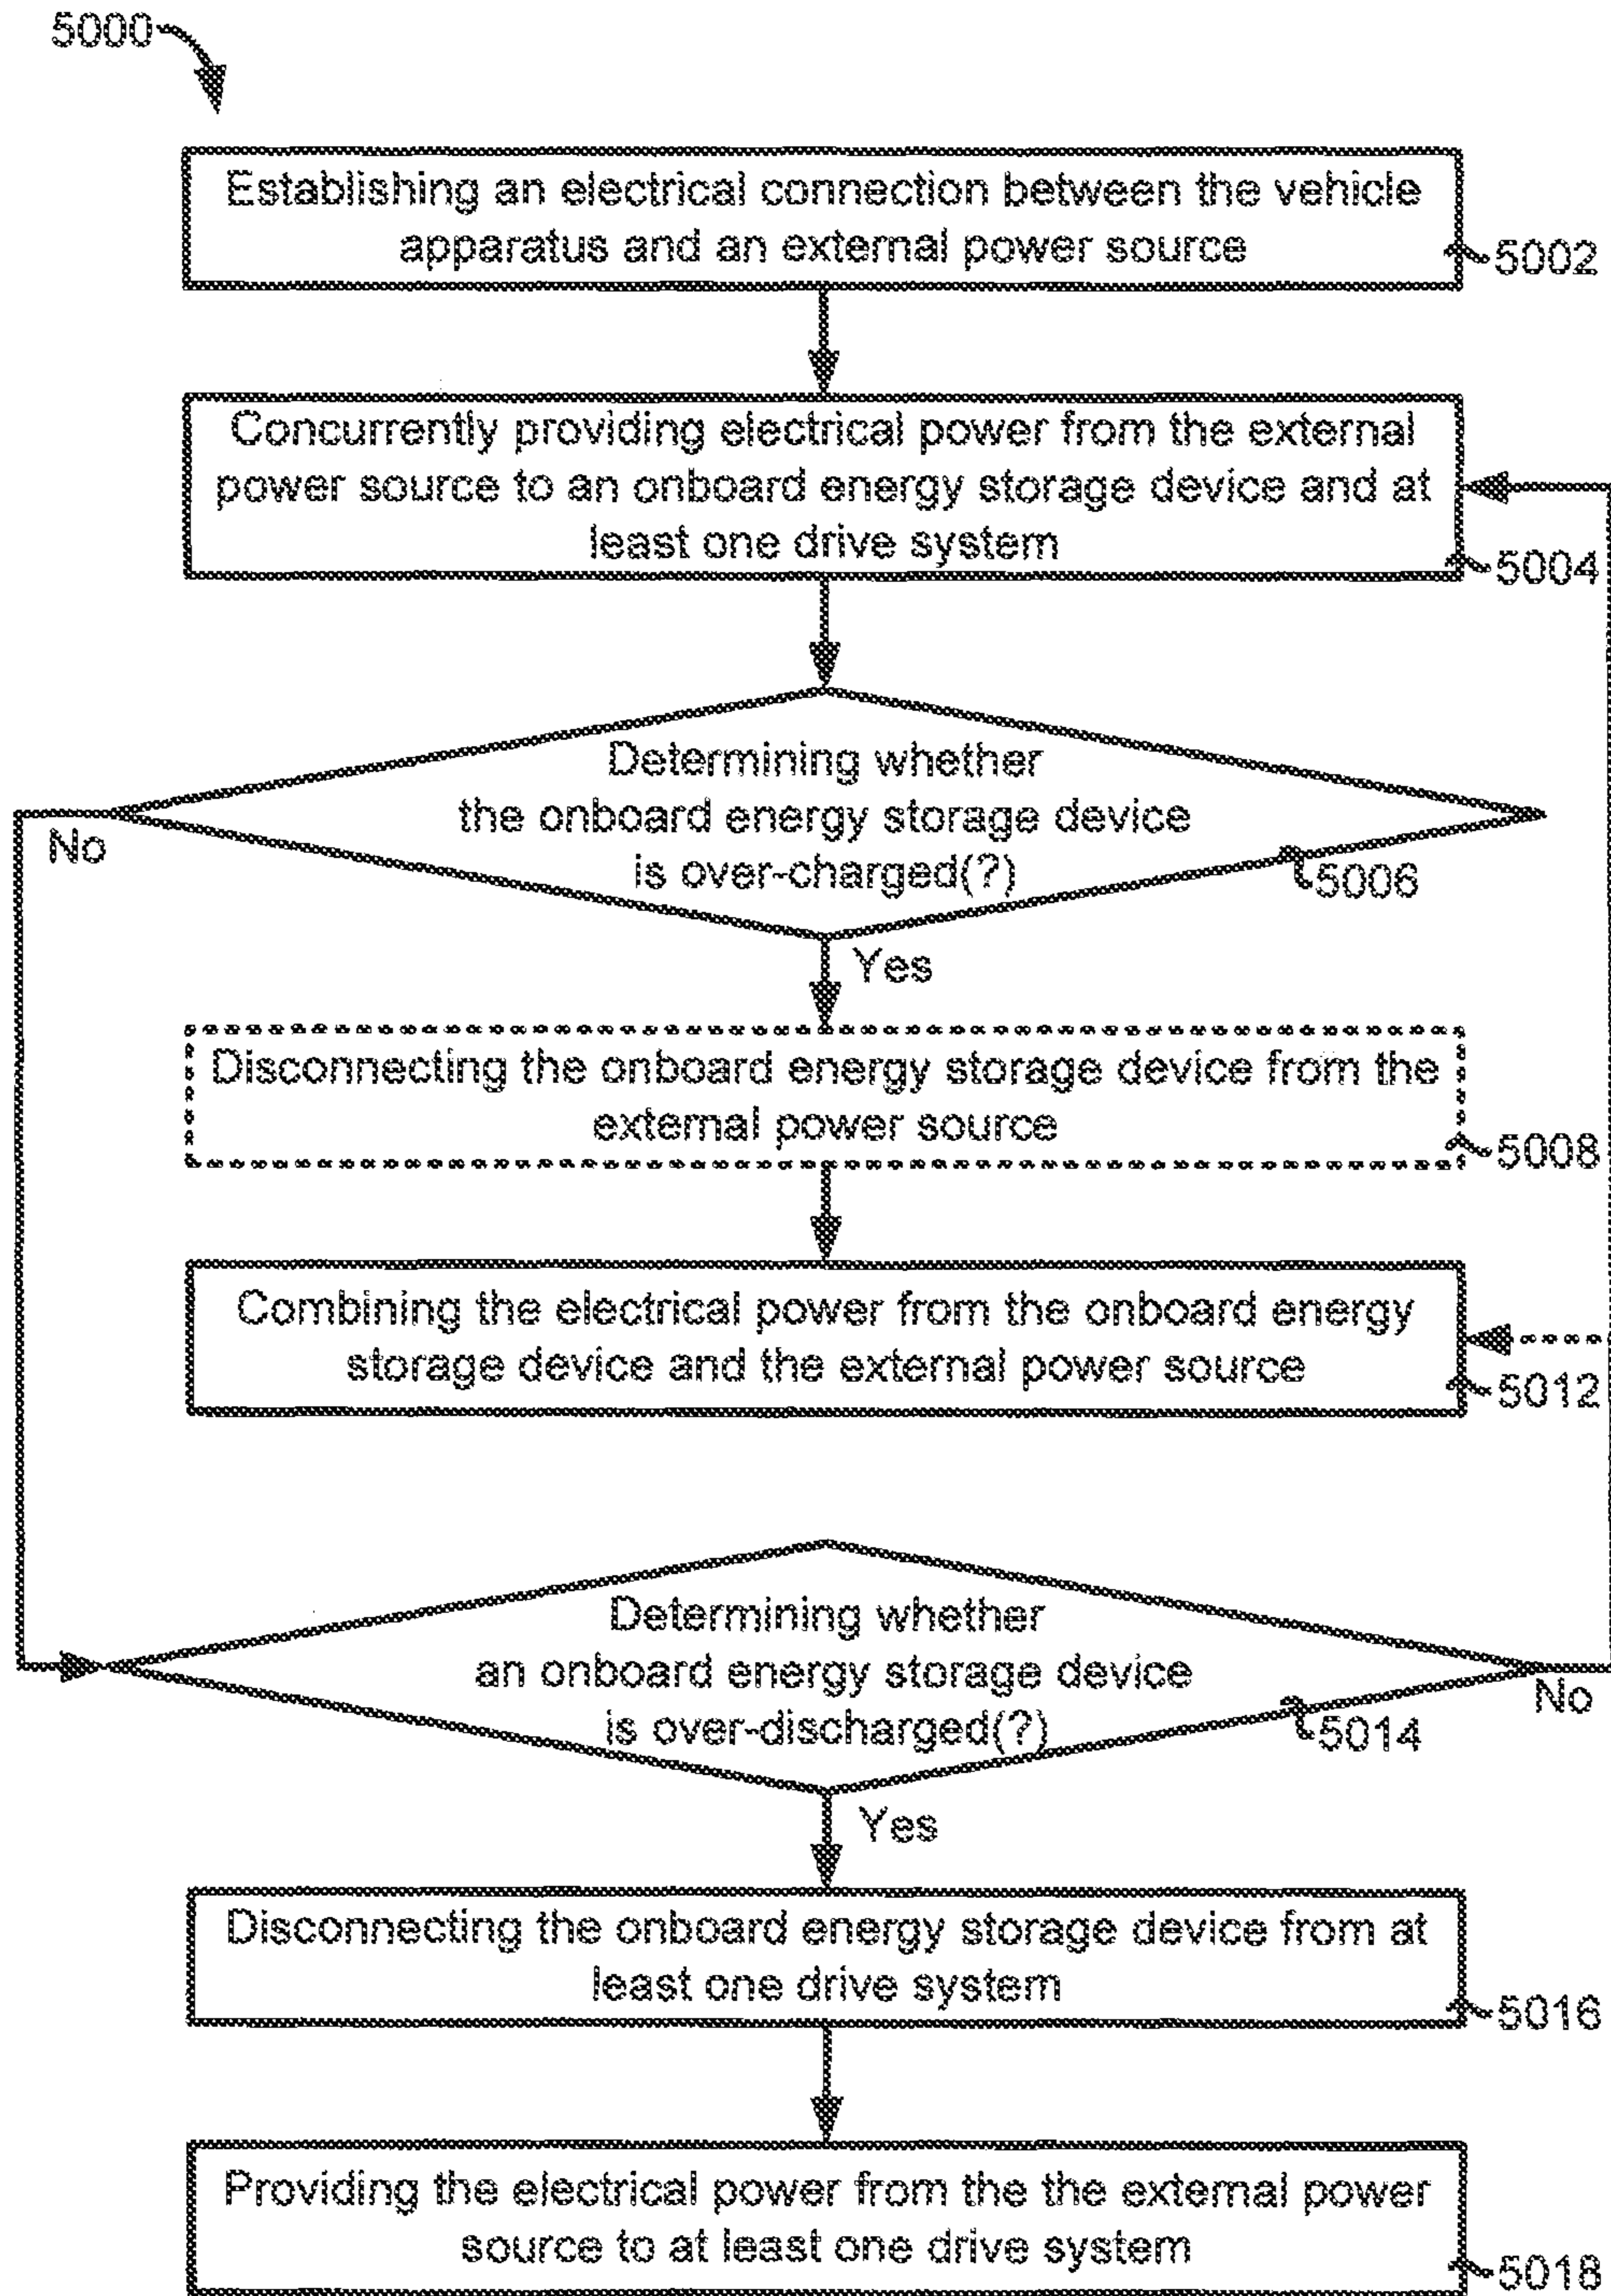 5000
Establishing an electrical connection between the vehicle
apparatus and an external power source
5002
Concurrently providing electrical power from the external
power source to an onboard energy storage device and at
least one drive system
5004
Determining whether
the onboard energy storage device
is over-charged(?)
5006
No
Yes
Disconnecting the onboard energy storage device from the
external power source
5008
Combining the electrical power from the onboard energy
storage device and the external power source
5012
Determining whether
an onboard energy storage device
is over-discharged(?)
5014
No
Yes
Disconnecting the onboard energy storage device from at
least one drive system
5016
Providing the electrical power from the the external power
source to at least one drive system
5018